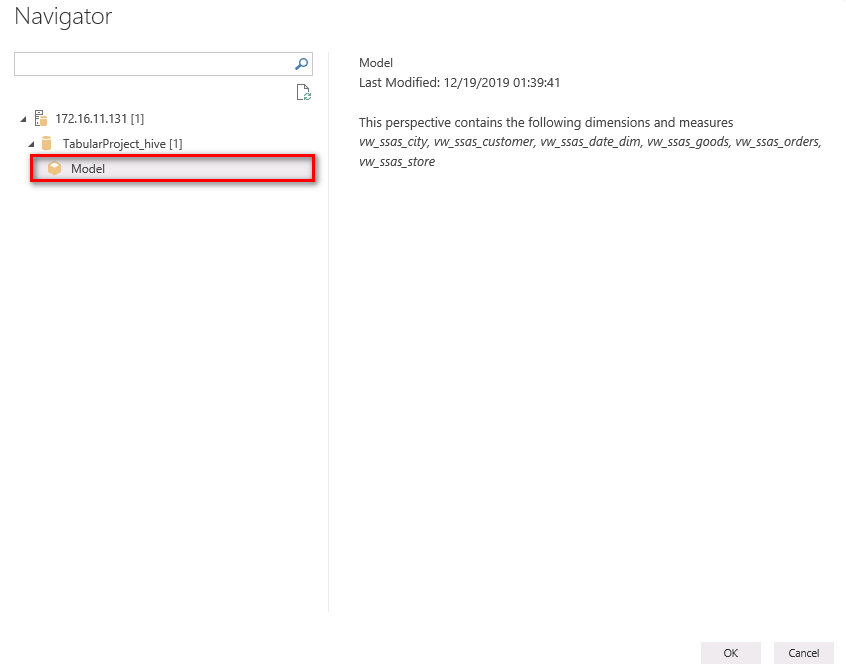 Navigator
172.16.11.131 [1]
TabularProject_hive [1]
Model
Model
Last Modified: 12/19/2019 01:39:41
This perspective contains the following dimensions and measures
vw_ssas_city, vw_ssas_customer, vw_ssas_date_dim, vw_ssas_goods, vw_ssas_orders,
vw_ssas_store
OK
Cancel